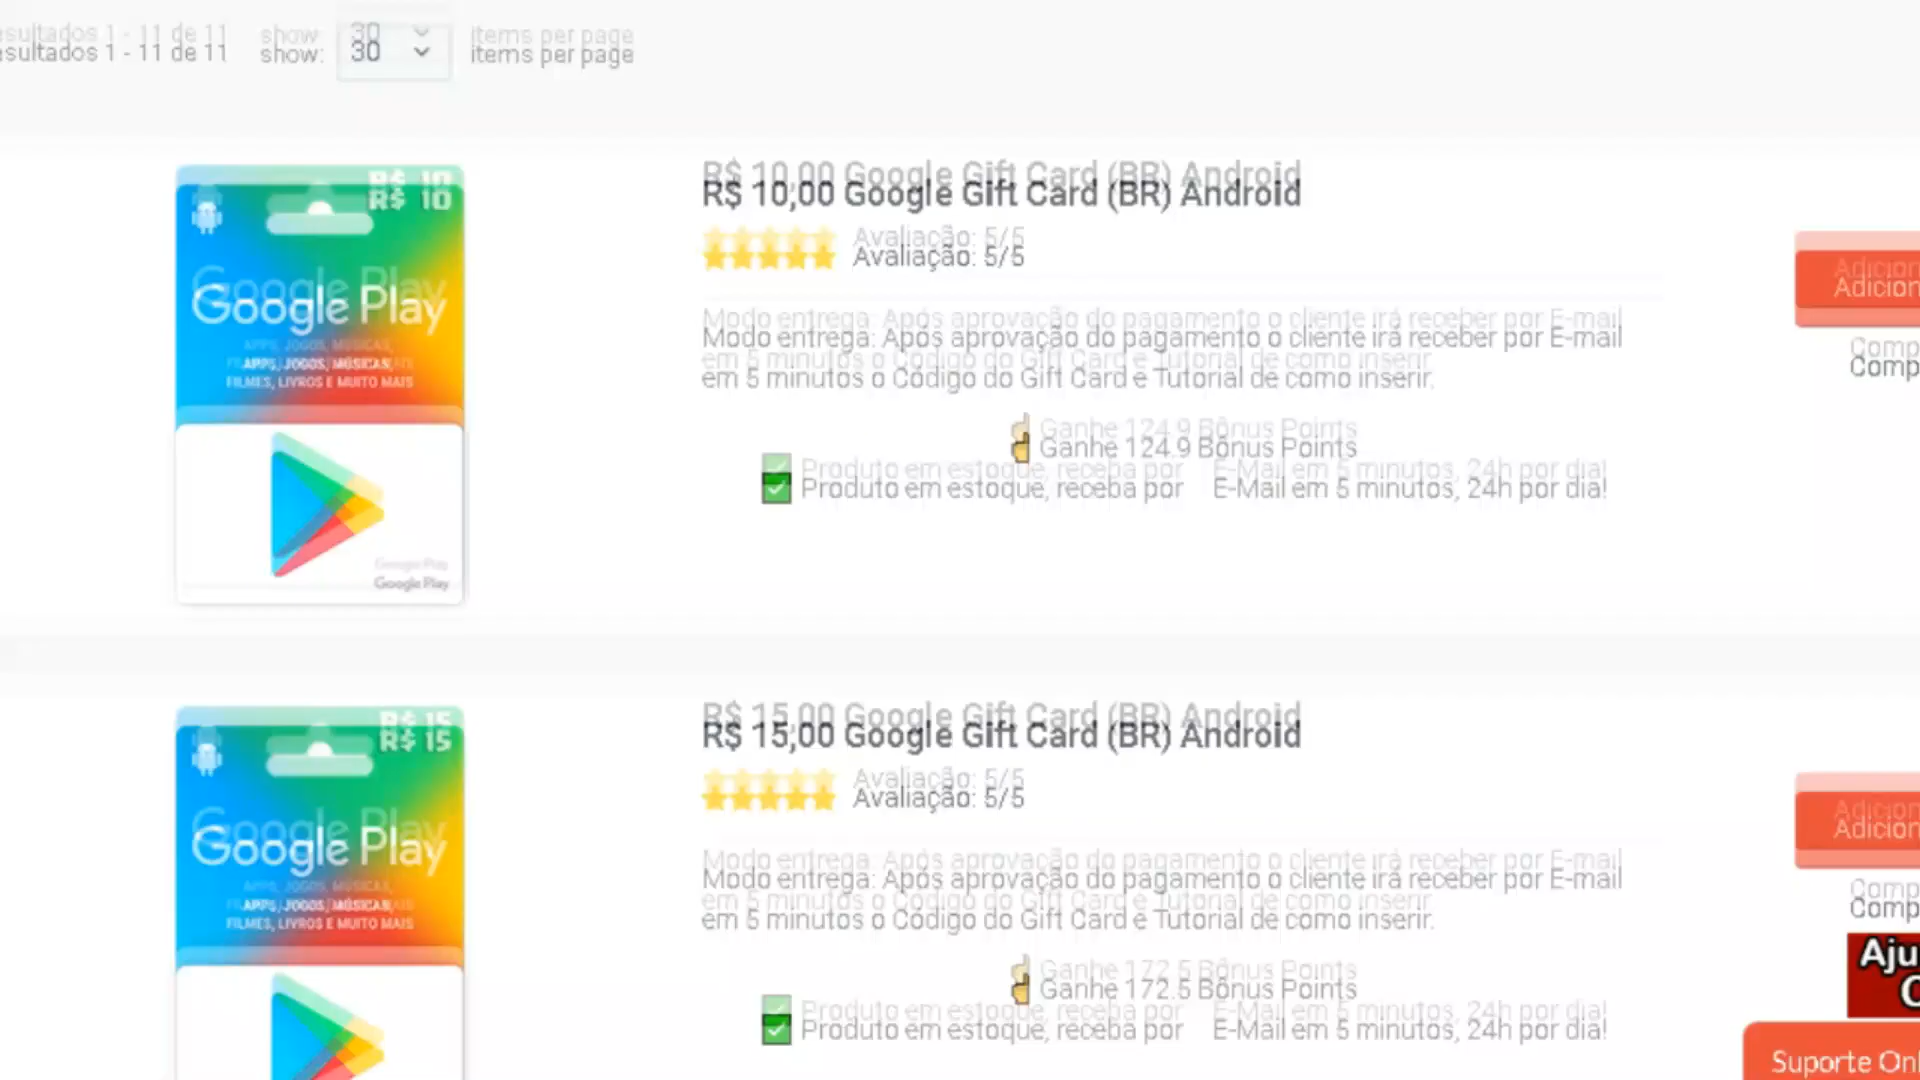 sultados 1 - 11 de 11 show: 30 items per page
R$ 10
Google Play
APPS, JOGOS, MÚSICAS,
FILMES, LIVROS E MUITO MAIS
Google Play
R$ 10,00 Google Gift Card (BR) Android
Avaliação: 5/5
Modo entrega: Após aprovação do pagamento o cliente irá receber por E-mail
em 5 minutos o Código do Gift Card e Tutorial de como inserir.
Ganhe 124.9 Bônus Points
Produto em estoque, receba por E-Mail em 5 minutos, 24h por dia!
Adicion
Comp
R$ 15
Google Play
APPS, JOGOS, MÚSICAS,
FILMES, LIVROS E MUITO MAIS
R$ 15,00 Google Gift Card (BR) Android
Avaliação: 5/5
Modo entrega: Após aprovação do pagamento o cliente irá receber por E-mail
em 5 minutos o Código do Gift Card e Tutorial de como inserir.
Ganhe 172.5 Bônus Points
Produto em estoque, receba por E-Mail em 5 minutos, 24h por dia!
Adicion
Comp
Aju
Suporte Onl